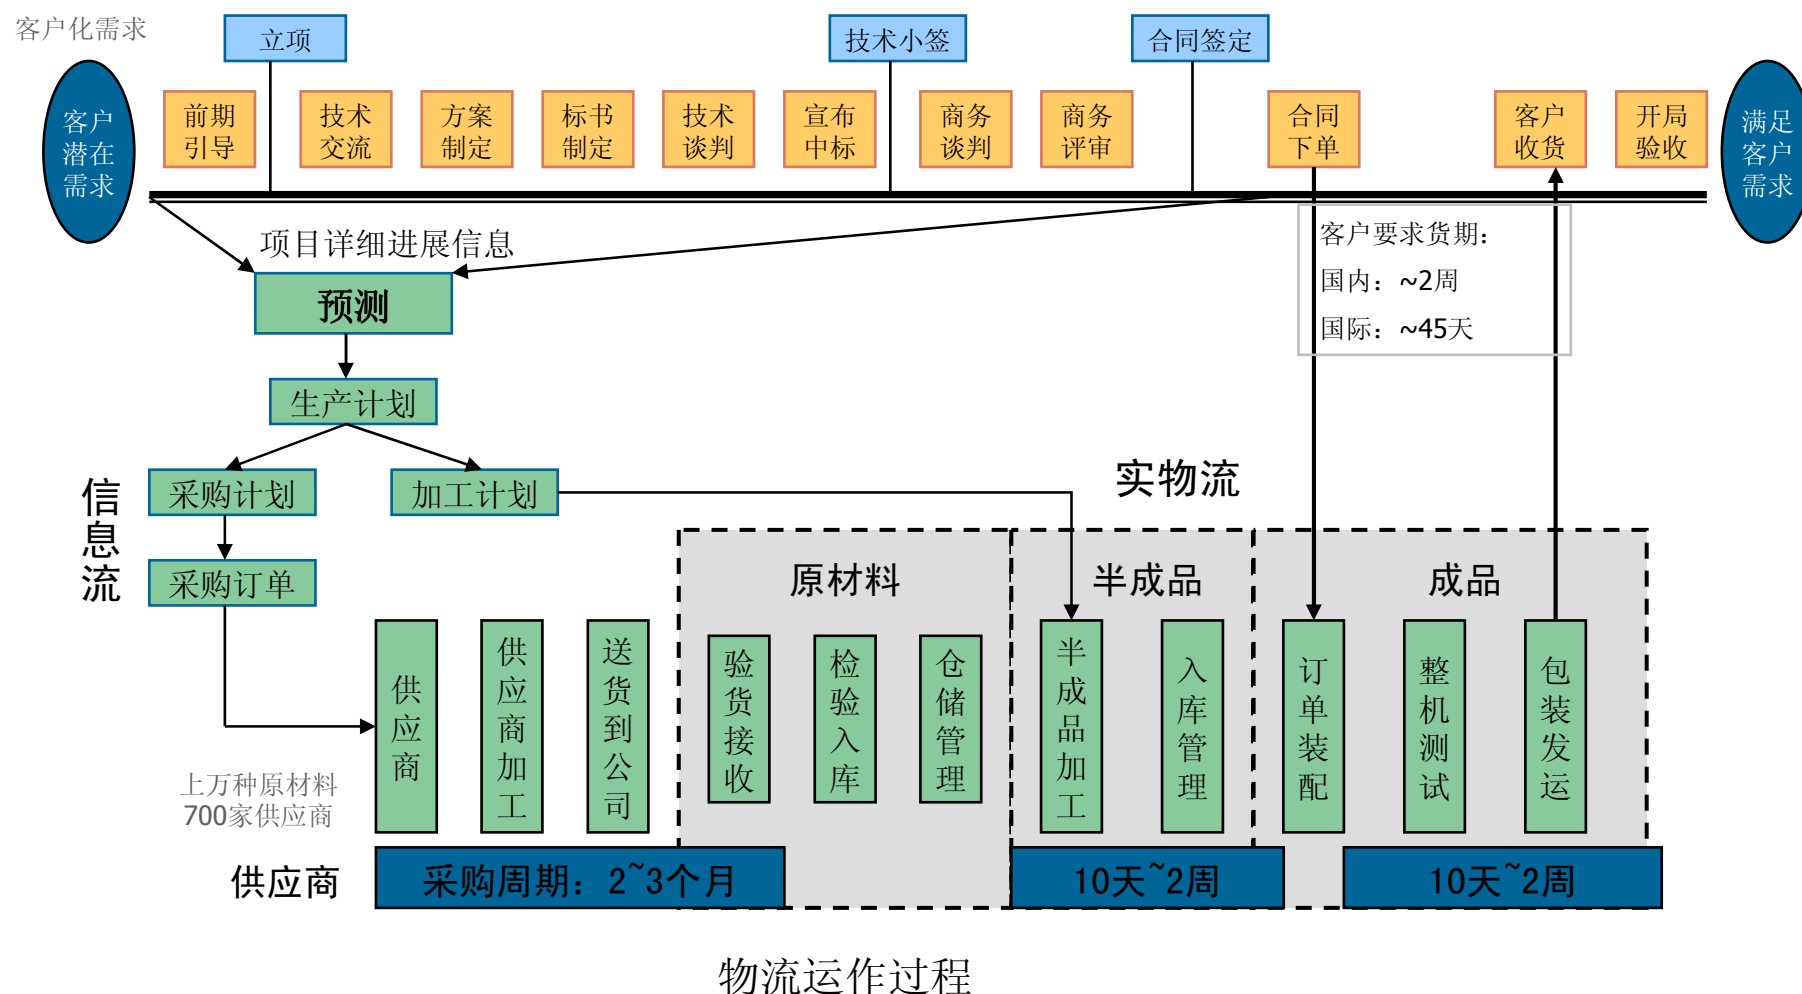 客户化需求
立项
技术小签
合同签定
客户
潜在
需求
前期
引导
技术
交流
方案
制定
标书
制定
技术
谈判
宣布
中标
商务
谈判
商务
评审
合同
下单
客户
收货
开局
验收
满足
客户
需求
项目详细进展信息
客户要求货期：
国内：~2周
国际：~45天
预测
生产计划
采购计划
加工计划
采购订单
信
息
流
实物流
原材料
半成品
成品
供
应
商
供
应
商
加
工
送
货
到
公
司
验
货
接
收
检
验
入
库
仓
储
管
理
半
成
品
加
工
入
库
管
理
订
单
装
配
整
机
测
试
包
装
发
运
上万种原材料
700家供应商
供应商
采购周期：2~3个月
10天~2周
10天~2周
物流运作过程